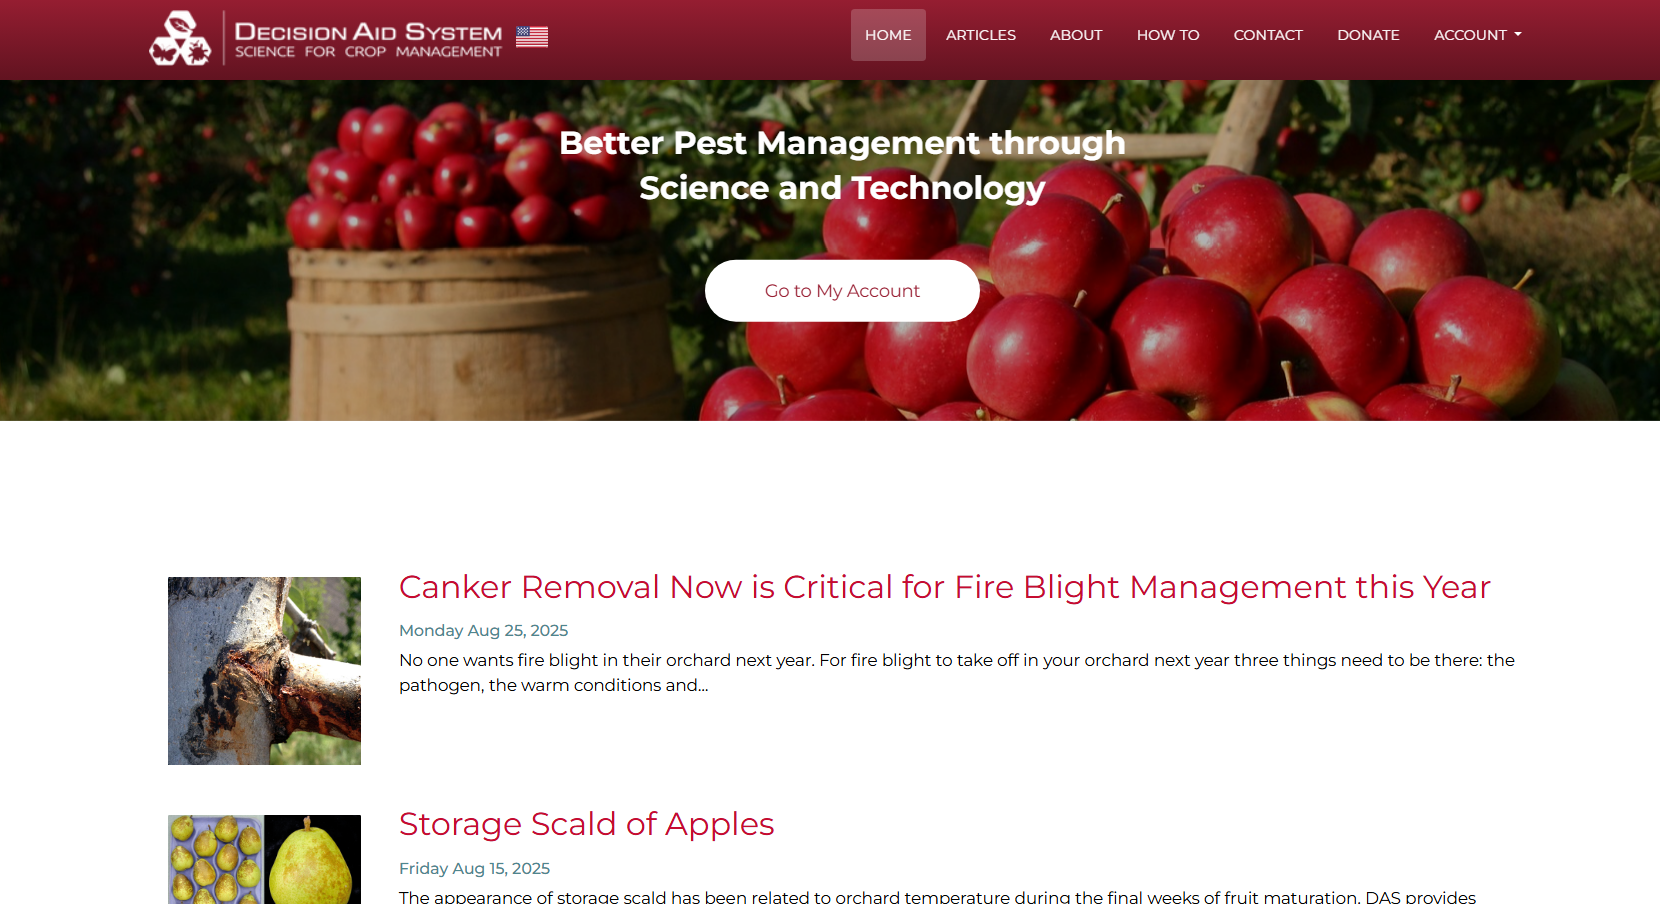 DECISION AID SYSTEM
SCIENCE FOR CROP MANAGEMENT
HOME
ARTICLES
ABOUT
HOW TO
CONTACT
DONATE
ACCOUNT
Better Pest Management through
Science and Technology
Go to My Account
Canker Removal Now is Critical for Fire Blight Management this Year
Monday Aug 25, 2025
No one wants fire blight in their orchard next year. For fire blight to take off in your orchard next year three things need to be there: the
pathogen, the warm conditions and...
Storage Scald of Apples
Friday Aug 15, 2025
The appearance of storage scald has been related to orchard temperature during the final weeks of fruit maturation. DAS provides